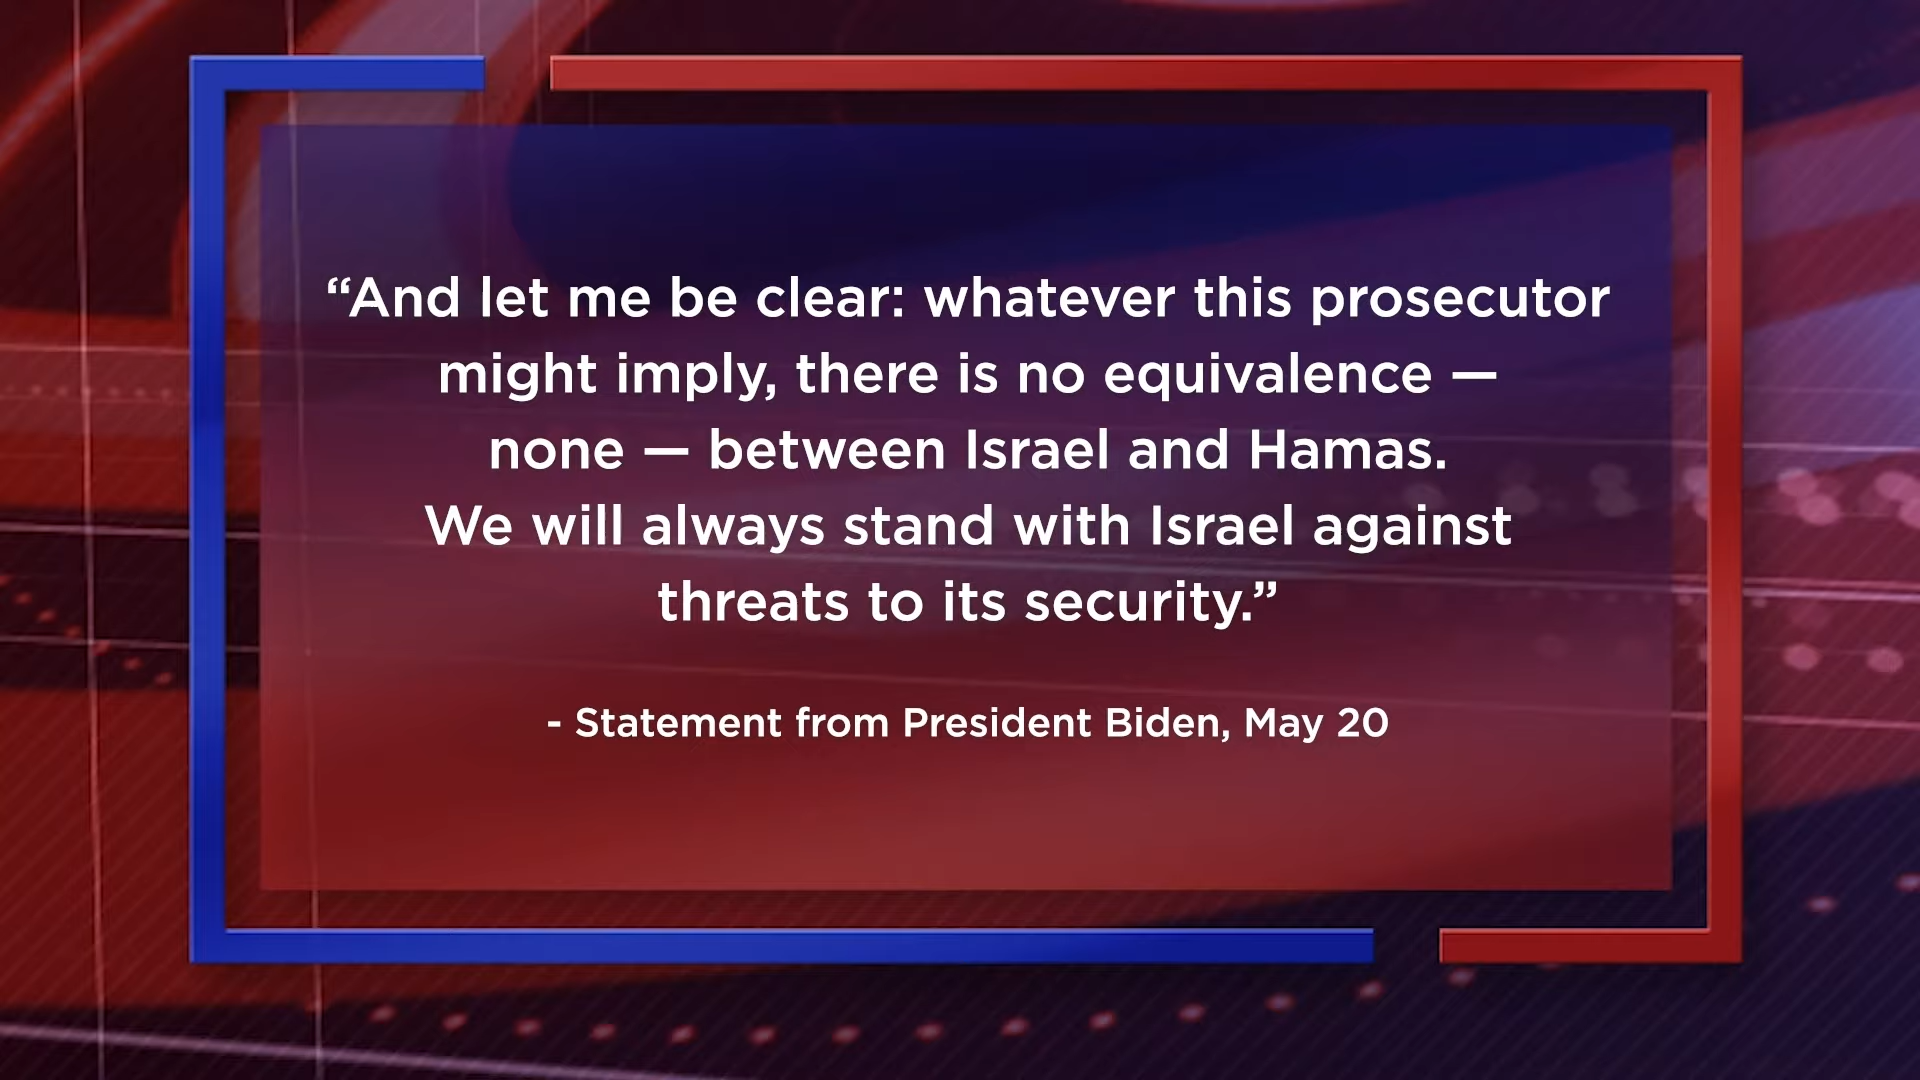 “And let me be clear: whatever this prosecutor
might imply, there is no equivalence —
none — between Israel and Hamas.
We will always stand with Israel against
threats to its security.”
- Statement from President Biden, May 20